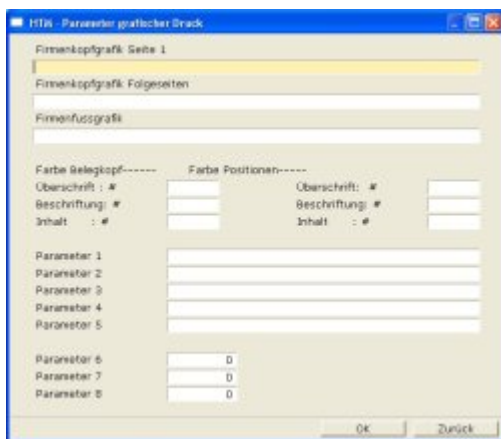 HTW - Parameter grafischer Druck
Firmenkopfgrafik Seite 1
Firmenkopfgrafik Folgeseiten
Firmenfussgrafik
Farbe Belegkopf------ Farbe Positionen-----
Überschrift : # Überschrift: #
Beschriftung: # Beschriftung: #
Inhalt : # Inhalt : #
Parameter 1
Parameter 2
Parameter 3
Parameter 4
Parameter 5
Parameter 6 0
Parameter 7 0
Parameter 8 0
OK Zurück